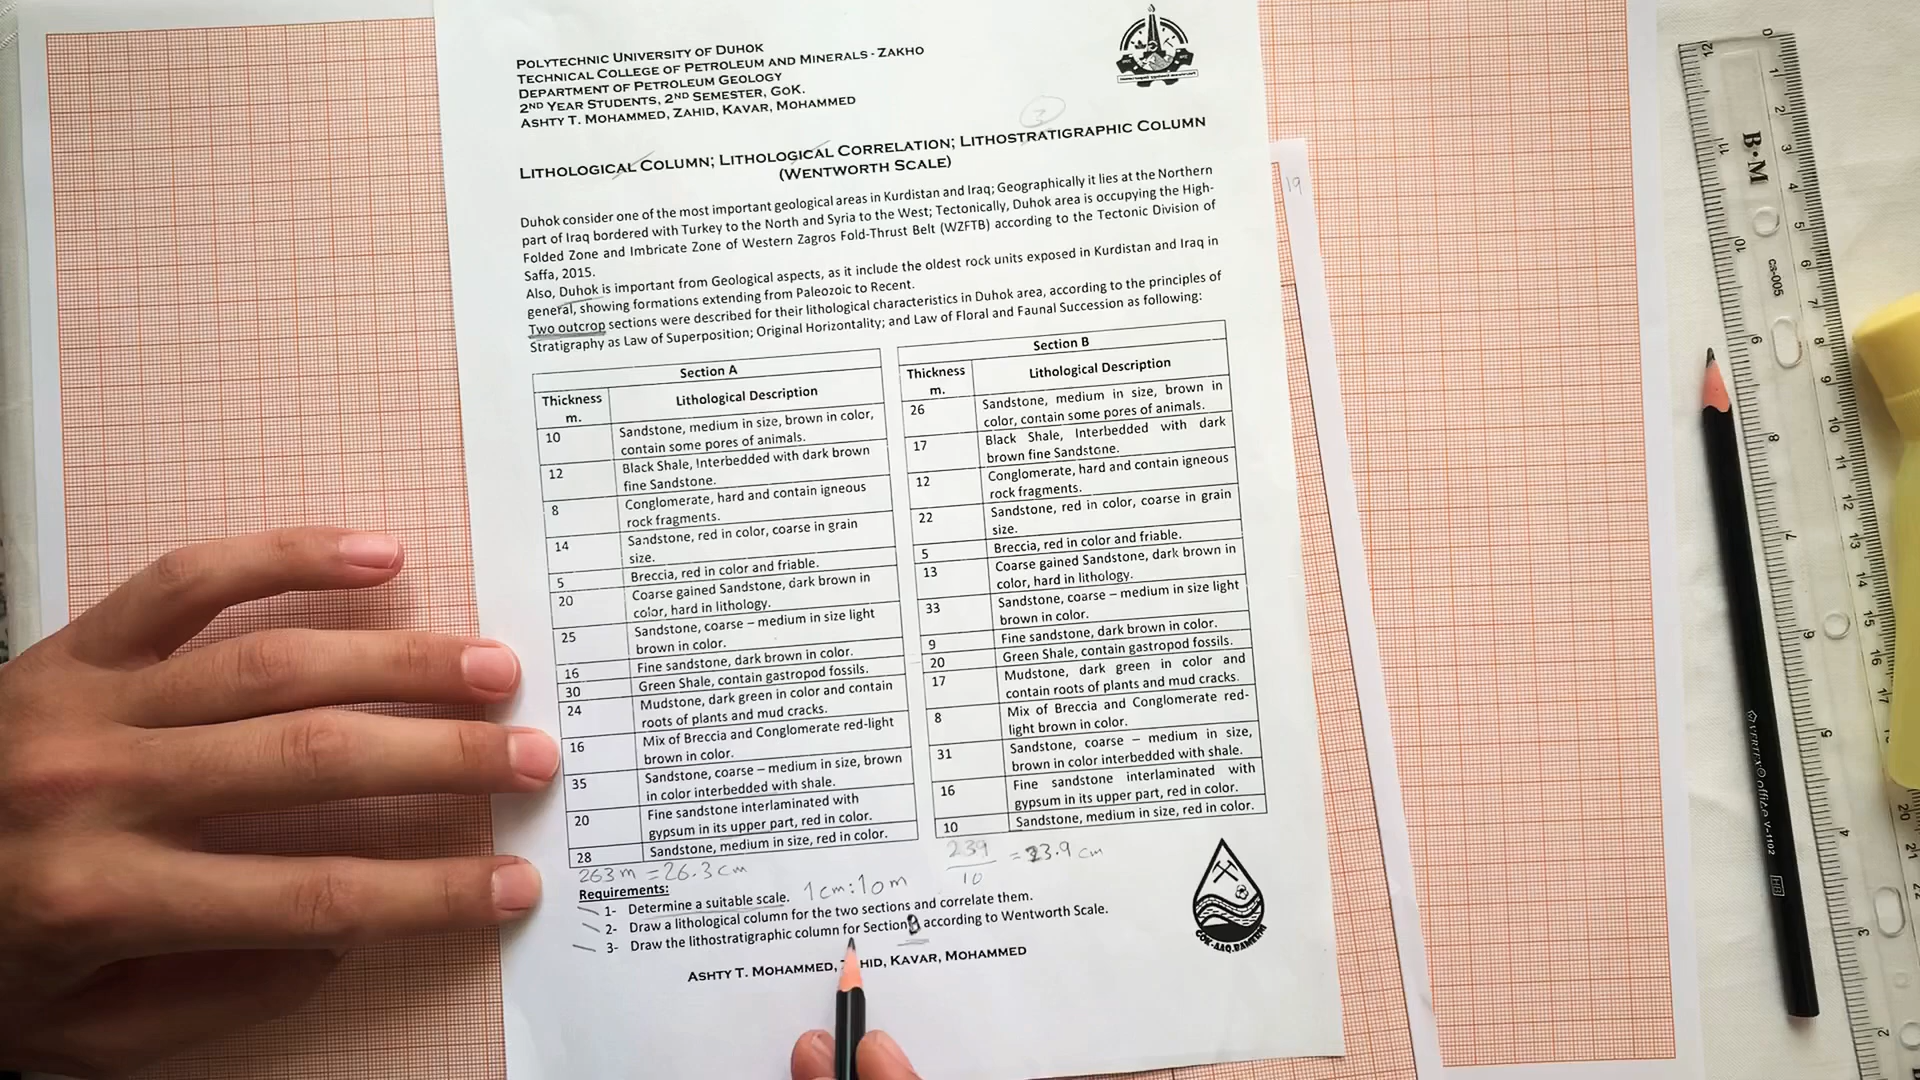 POLYTECHNIC UNIVERSITY OF DUHOK
TECHNICAL COLLEGE OF PETROLEUM AND MINERALS - ZAKHO
DEPARTMENT OF PETROLEUM GEOLOGY
2ND YEAR STUDENTS, 2ND SEMESTER, GOK.
ASHTY T. MOHAMMED, ZAHID, KAVAR, MOHAMMED
3
LITHOLOGICAL COLUMN; LITHOLOGICAL CORRELATION; LITHOSTRATIGRAPHIC COLUMN
(WENTWORTH SCALE)
Duhok consider one of the most important geological areas in Kurdistan and Iraq; Geographically it lies at the Northern
part of Iraq bordered with Turkey to the North and Syria to the West; Tectonically, Duhok area is occupying the High-
Folded Zone and Imbricate Zone of Western Zagros Fold-Thrust Belt (WZFTB) according to the Tectonic Division of
Saffa, 2015.
Also, Duhok is important from Geological aspects, as it include the oldest rock units exposed in Kurdistan and Iraq in
general, showing formations extending from Paleozoic to Recent.
Two outcrop sections were described for their lithological characteristics in Duhok area, according to the principles of
Stratigraphy as Law of Superposition; Original Horizontality; and Law of Floral and Faunal Succession as following:
Section A
Thickness
m.
Lithological Description
10
Sandstone, medium in size, brown in color,
contain some pores of animals.
12
Black Shale, Interbedded with dark brown
fine Sandstone.
8
Conglomerate, hard and contain igneous
rock fragments.
14
Sandstone, red in color, coarse in grain
size.
5
Breccia, red in color and friable.
20
Coarse gained Sandstone, dark brown in
color, hard in lithology.
25
Sandstone, coarse – medium in size light
brown in color.
16
Fine sandstone, dark brown in color.
30
Green Shale, contain gastropod fossils.
24
Mudstone, dark green in color and contain
roots of plants and mud cracks.
16
Mix of Breccia and Conglomerate red-light
brown in color.
35
Sandstone, coarse – medium in size, brown
in color interbedded with shale.
20
Fine sandstone interlaminated with
gypsum in its upper part, red in color.
28
Sandstone, medium in size, red in color.
263m = 26.3cm
Section B
Thickness
m.
Lithological Description
26
Sandstone, medium in size, brown in
color, contain some pores of animals.
17
Black Shale, Interbedded with dark
brown fine Sandstone.
12
Conglomerate, hard and contain igneous
rock fragments.
22
Sandstone, red in color, coarse in grain
size.
5
Breccia, red in color and friable.
13
Coarse gained Sandstone, dark brown in
color, hard in lithology.
33
Sandstone, coarse – medium in size light
brown in color.
9
Fine sandstone, dark brown in color.
20
Green Shale, contain gastropod fossils.
17
Mudstone, dark green in color and
contain roots of plants and mud cracks.
8
Mix of Breccia and Conglomerate red-
light brown in color.
31
Sandstone, coarse – medium in size,
brown in color interbedded with shale.
16
Fine sandstone interlaminated with
gypsum in its upper part, red in color.
10
Sandstone, medium in size, red in color.
239
10
= 23.9 cm
Requirements:
1- Determine a suitable scale. 1cm:10m
2- Draw a lithological column for the two sections and correlate them.
3- Draw the lithostratigraphic column for Section B according to Wentworth Scale.
ASHTY T. MOHAMMED, HID, KAVAR, MOHAMMED
19
B·M
CS-005
VERTEX OFFICE V-1102
HB